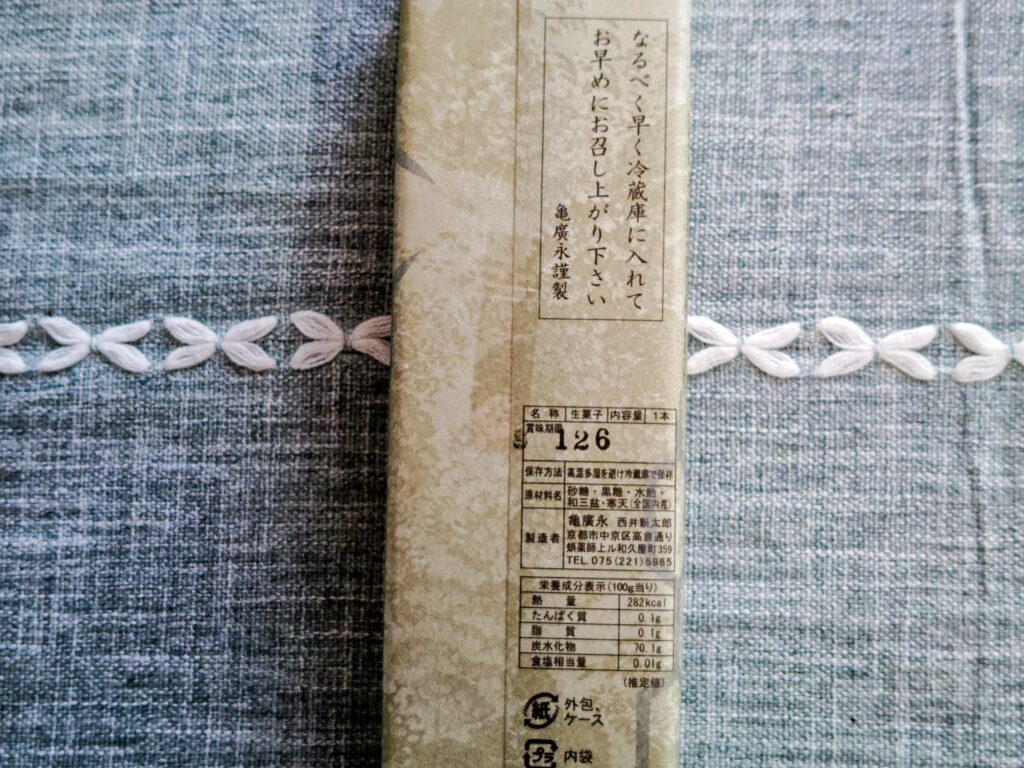 なるべく早く冷蔵庫に入れて
お早めにお召し上がり下さい
亀廣永謹製
名称 生菓子 内容量 1本
賞味期限 126
保存方法 高温多湿を避け冷蔵庫で保存
原材料名 砂糖・黒糖・水飴・
和三盆・寒天(全国内産)
製造者 亀廣永 西井新太郎
京都市中京区高倉通り
蛸薬師上ル和久屋町359
TEL.075(221)5965
栄養成分表示(100g当り)
熱量 282kcal
たんぱく質 0.1g
脂質 0.1g
炭水化物 70.1g
食塩相当量 0.01g
(推定値)
紙 外包、
ケース
プラ 内袋